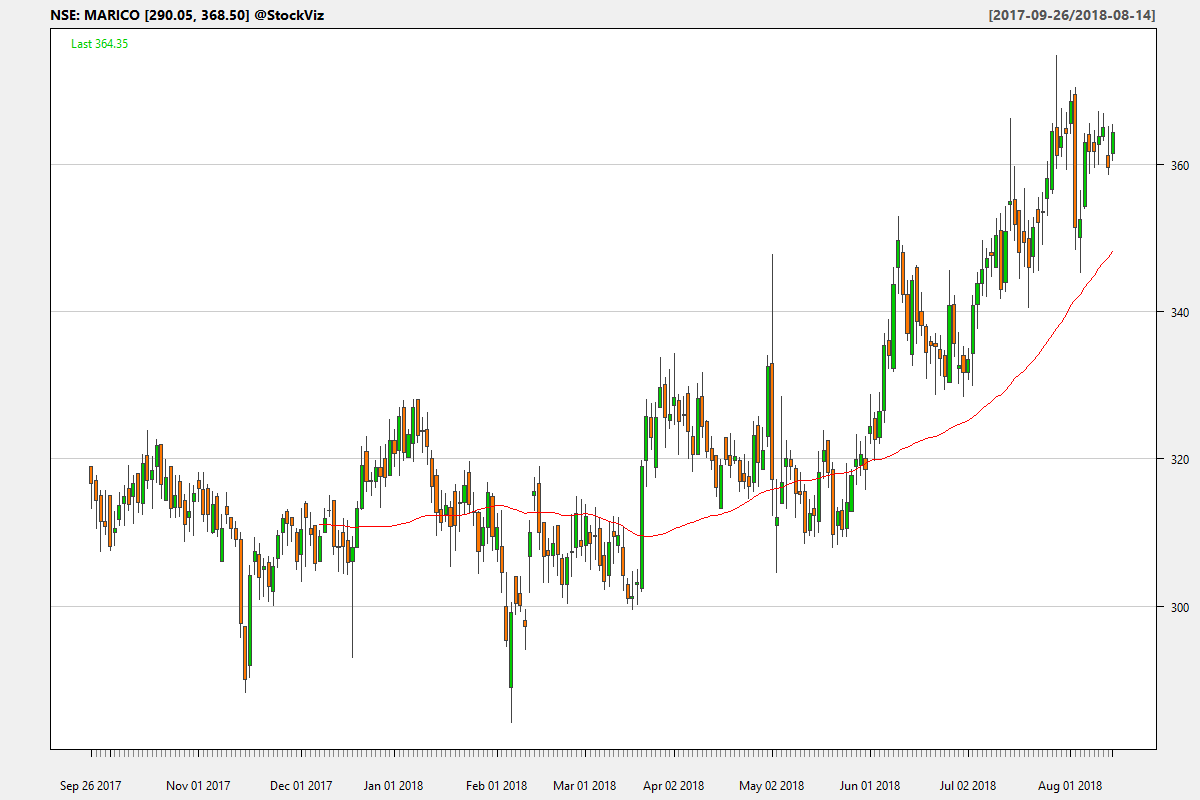 NSE: MARICO [290.05, 368.50] @StockViz
[2017-09-26/2018-08-14]
Last 364.35
360
340
320
300
Sep 26 2017
Nov 01 2017
Dec 01 2017
Jan 01 2018
Feb 01 2018
Mar 01 2018
Apr 02 2018
May 02 2018
Jun 01 2018
Jul 02 2018
Aug 01 2018